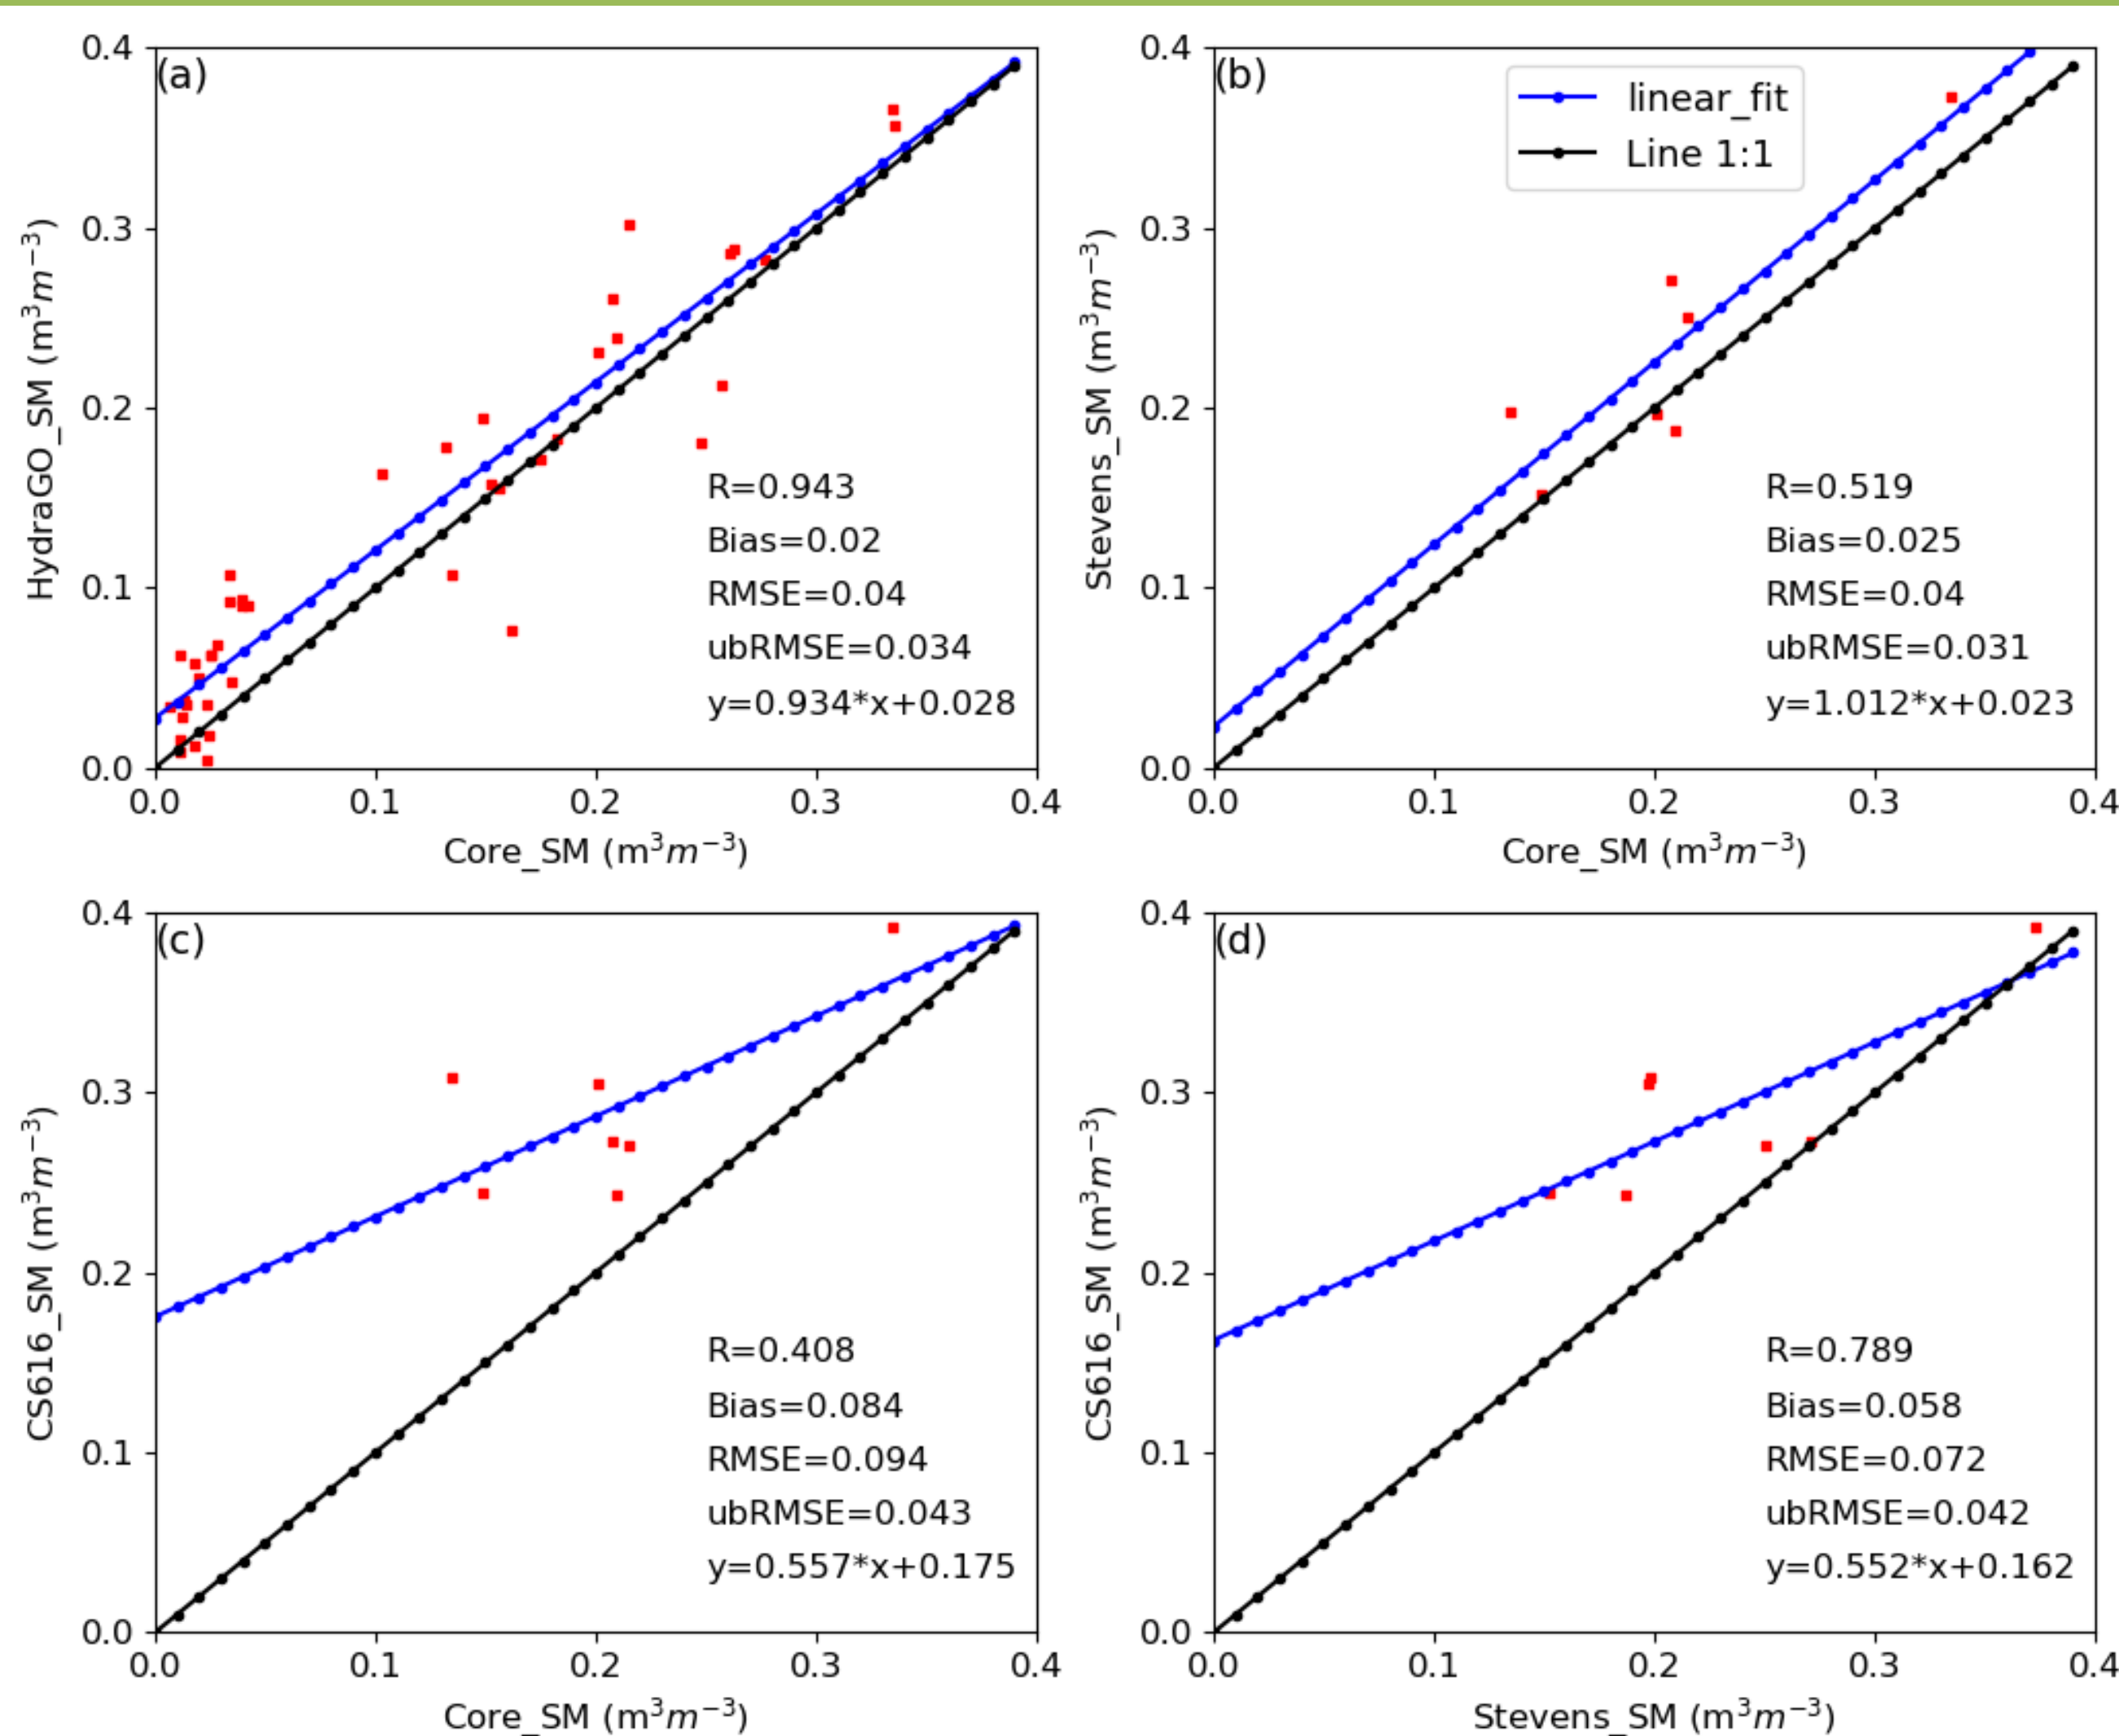 (a)
0.4
0.3
0.2
0.1
0.0
HydraGO_SM (m³m⁻³)
R=0.943
Bias=0.02
RMSE=0.04
ubRMSE=0.034
y=0.934*x+0.028
0.0 0.1 0.2 0.3 0.4
Core_SM (m³m⁻³)
(b)
linear_fit
Line 1:1
0.4
0.3
0.2
0.1
0.0
Stevens_SM (m³m⁻³)
R=0.519
Bias=0.025
RMSE=0.04
ubRMSE=0.031
y=1.012*x+0.023
0.0 0.1 0.2 0.3 0.4
Core_SM (m³m⁻³)
(c)
0.4
0.3
0.2
0.1
0.0
CS616_SM (m³m⁻³)
R=0.408
Bias=0.084
RMSE=0.094
ubRMSE=0.043
y=0.557*x+0.175
0.0 0.1 0.2 0.3 0.4
Core_SM (m³m⁻³)
(d)
0.4
0.3
0.2
0.1
0.0
CS616_SM (m³m⁻³)
R=0.789
Bias=0.058
RMSE=0.072
ubRMSE=0.042
y=0.552*x+0.162
0.0 0.1 0.2 0.3 0.4
Stevens_SM (m³m⁻³)